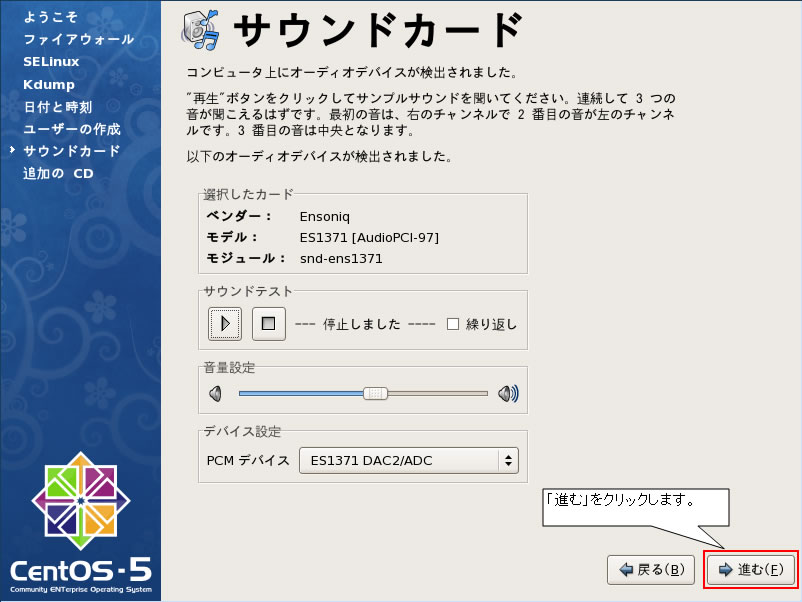 ようこそ
ファイアウォール
SELinux
Kdump
日付と時刻
ユーザーの作成
サウンドカード
追加の CD
サウンドカード
コンピュータ上にオーディオデバイスが検出されました。
"再生"ボタンをクリックしてサンプルサウンドを聞いてください。連続して 3 つの
音が聞こえるはずです。最初の音は、右のチャンネルで 2 番目の音が左のチャンネ
ルです。3 番目の音は中央となります。
以下のオーディオデバイスが検出されました。
選択したカード
ベンダー： Ensoniq
モデル： ES1371 [AudioPCI-97]
モジュール： snd-ens1371
サウンドテスト
--- 停止しました ---- 繰り返し
音量設定
デバイス設定
PCM デバイス ES1371 DAC2/ADC
「進む」をクリックします。
戻る(B) 進む(F)
CentOS-5
Community ENTerprise Operating System